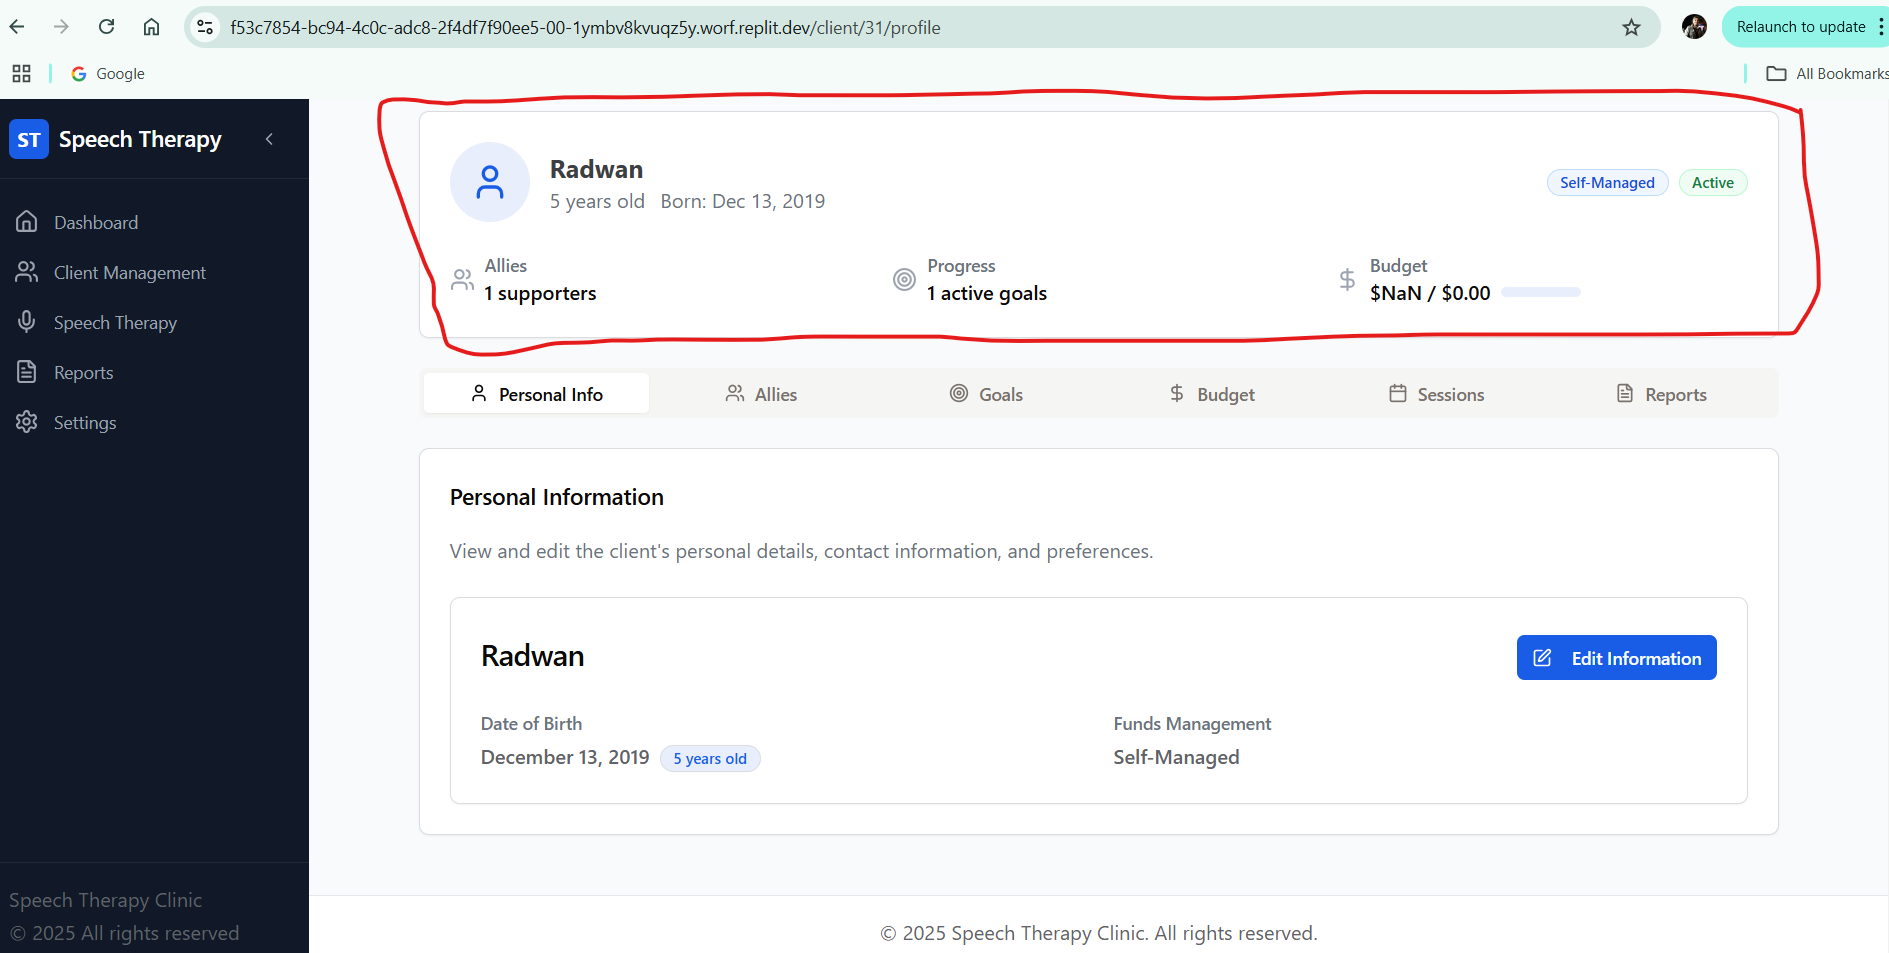 f53c7854-bc94-4c0c-adc8-2f4df7f90ee5-00-1ymbv8kvuqz5y.worf.replit.dev/client/31/profile
Relaunch to update
Google
All Bookmarks
ST
Speech Therapy
Dashboard
Client Management
Speech Therapy
Reports
Settings
Speech Therapy Clinic
© 2025 All rights reserved
Radwan
5 years old Born: Dec 13, 2019
Self-Managed
Active
Allies
1 supporters
Progress
1 active goals
Budget
$NaN / $0.00
Personal Info
Allies
Goals
Budget
Sessions
Reports
Personal Information
View and edit the client's personal details, contact information, and preferences.
Radwan
Edit Information
Date of Birth
December 13, 2019 5 years old
Funds Management
Self-Managed
© 2025 Speech Therapy Clinic. All rights reserved.